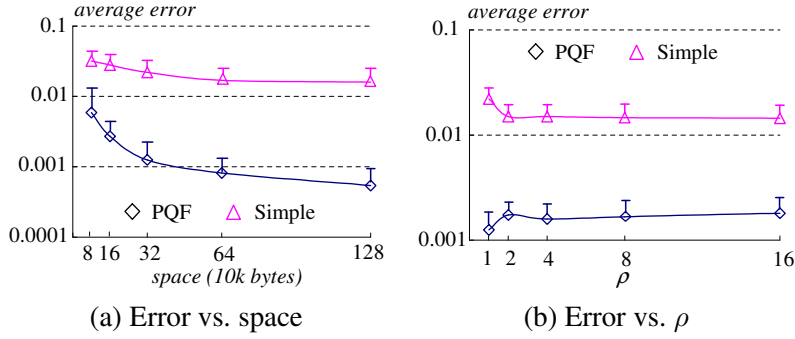 average error
0.1
0.01
0.001
0.0001
PQF Simple
8 16 32 64 128
space (10k bytes)
(a) Error vs. space
average error
0.1
PQF Simple
0.01
0.001
1 2 4 8 16
ρ
(b) Error vs. ρ